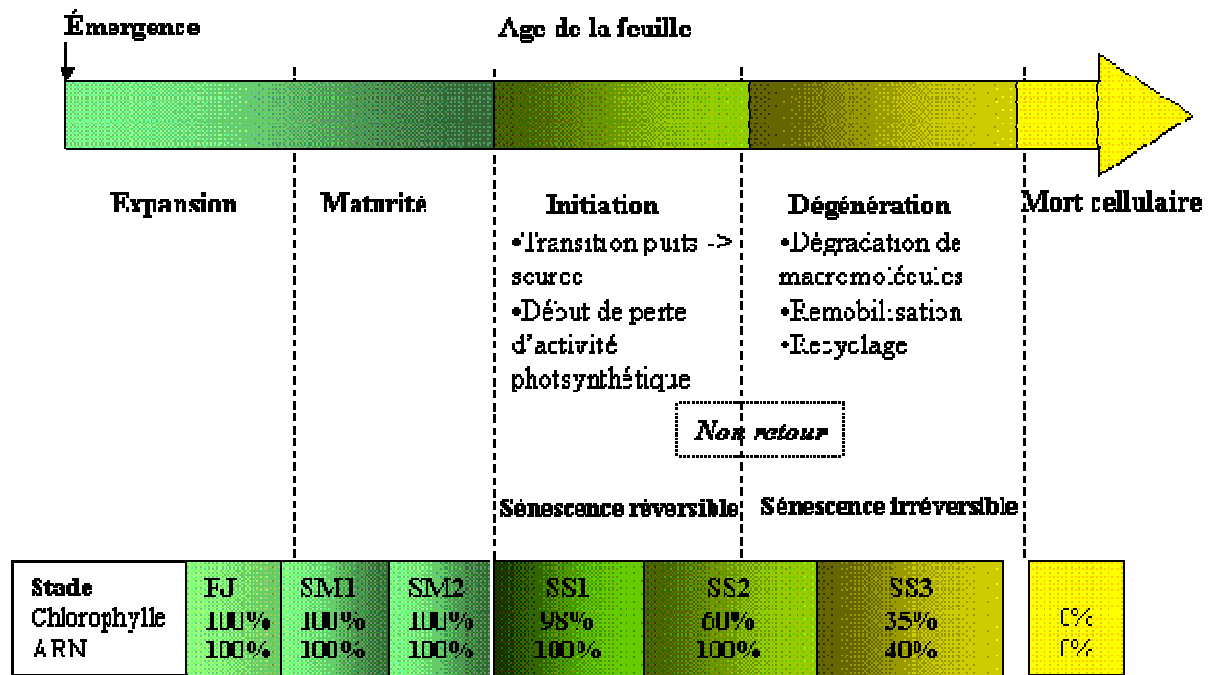 Émergence
Age de la feuille
Expansion
Maturité
Initiation
•Transition puits ->
source
•Début de perte
d'activité
photsynthétique
Dégénération
•Dégradation de
macromolécules
•Remobilisation
•Recyclage
Mort cellulaire
Non retour
Sénescence réversible
Sénescence irréversible
Stade FJ SM1 SM2 SS1 SS2 SS3
Chlorophylle 100% 100% 100% 98% 60% 35% 0%
ARN 100% 100% 100% 100% 100% 40% 0%